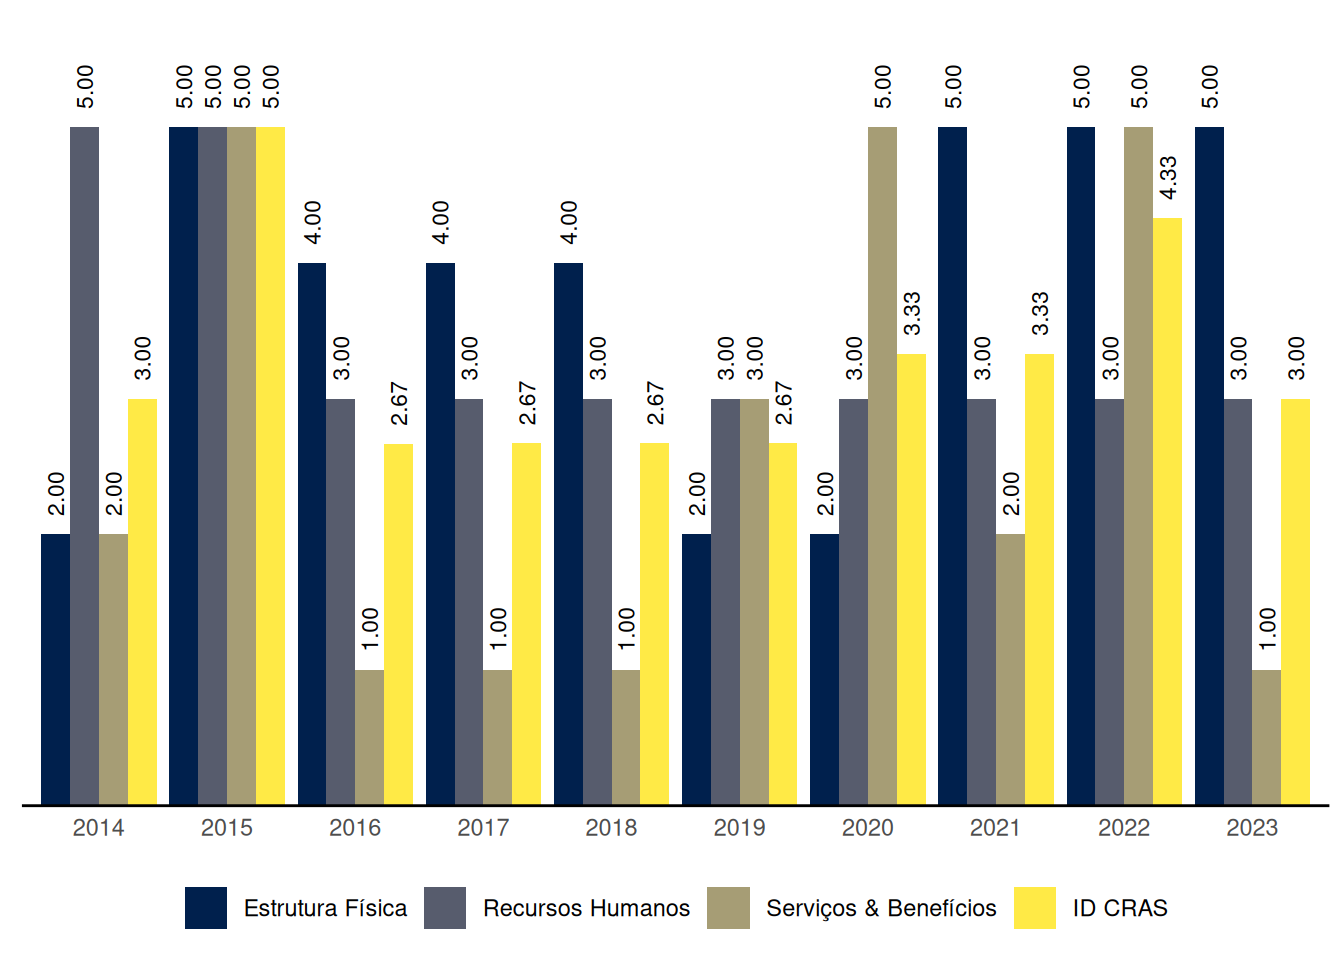 2.00 5.00 2.00 3.00
5.00 5.00 5.00 5.00
4.00 3.00 1.00 2.67
4.00 3.00 1.00 2.67
4.00 3.00 1.00 2.67
2.00 3.00 3.00 2.67
2.00 3.00 5.00 3.33
5.00 3.00 2.00 3.33
5.00 3.00 5.00 4.33
5.00 3.00 1.00 3.00
2014 2015 2016 2017 2018 2019 2020 2021 2022 2023
Estrutura Física Recursos Humanos Serviços & Benefícios ID CRAS